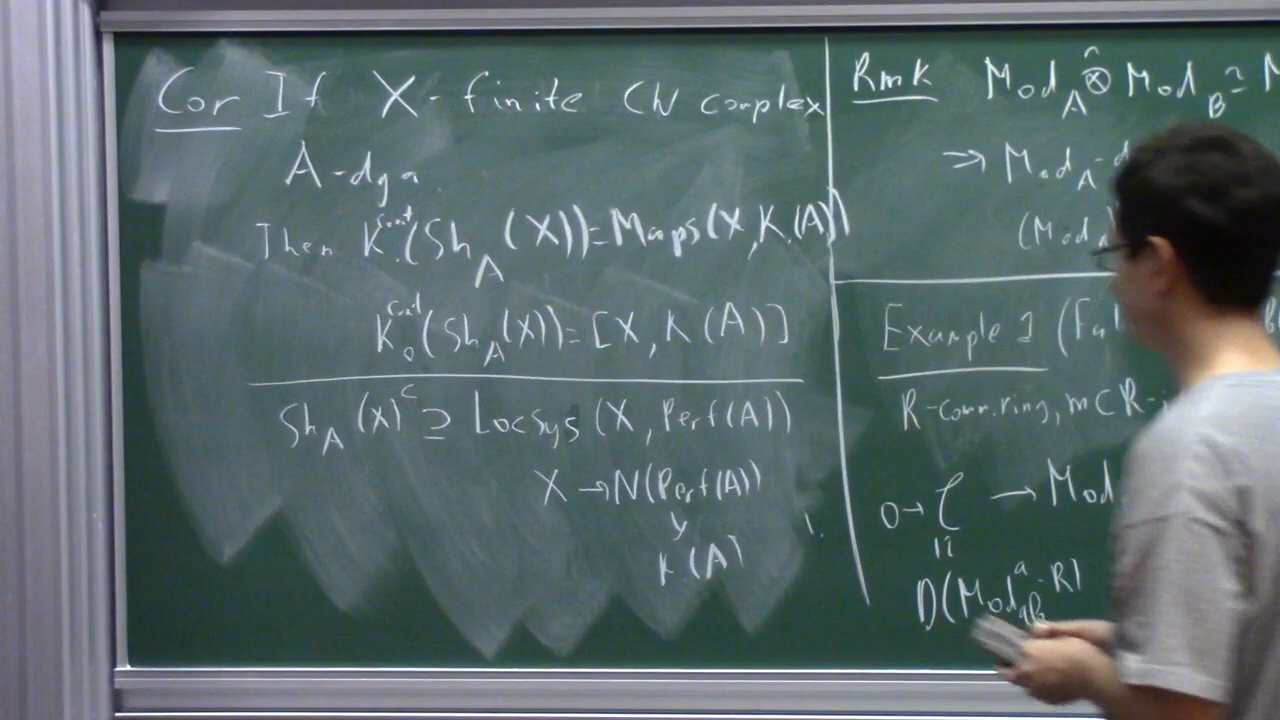 Cor If X-finite CW complex
A-dga.
Then K^cont.(Sh_A(X))=Maps(X,K.(A))
K_0^cont(Sh_A(X))=[X,K(A)]
Sh_A(X)^c ⊇ LocSys(X,Perf(A))
X → N(Perf(A))
K.(A)
Rmk Mod_A ⊗̂ Mod_B ≅ M
⇒ Mod_A-
(Mod
Example 1 (
R-comm.ring, m⊂R-
0→ C → Mod
D(Mod^a-R)